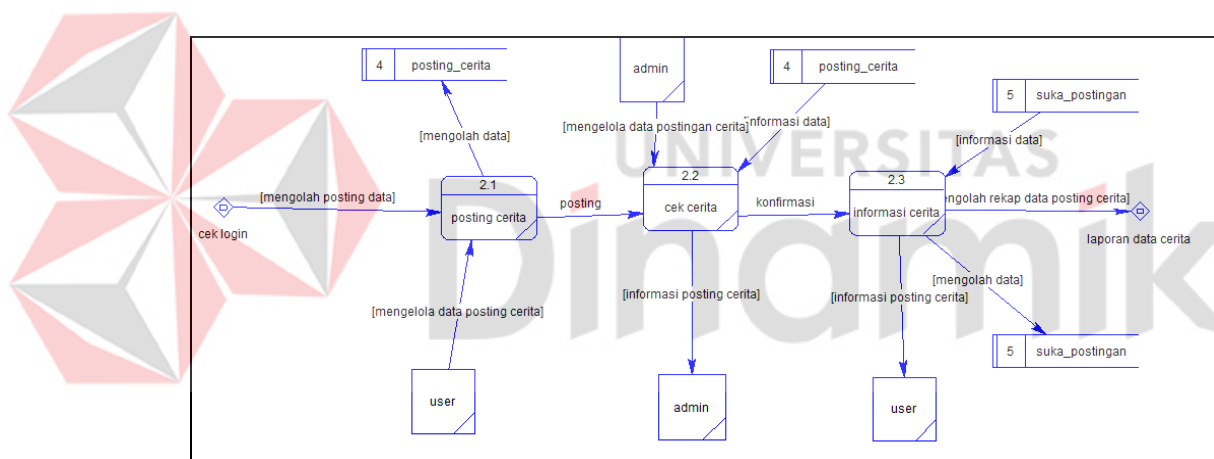 4 posting_cerita
admin
4 posting_cerita
5 suka_postingan
[mengolah data]
[mengelola data postingan cerita]
[informasi data]
[informasi data]
UNIVERSITAS
Dinamika
[mengolah posting data]
cek login
2.1
posting cerita
posting
2.2
cek cerita
konfirmasi
2.3
informasi cerita
engolah rekap data posting cerita]
laporan data cerita
[mengelola data posting cerita]
[informasi posting cerita]
[informasi posting cerita]
[mengolah data]
5 suka_postingan
user
admin
user